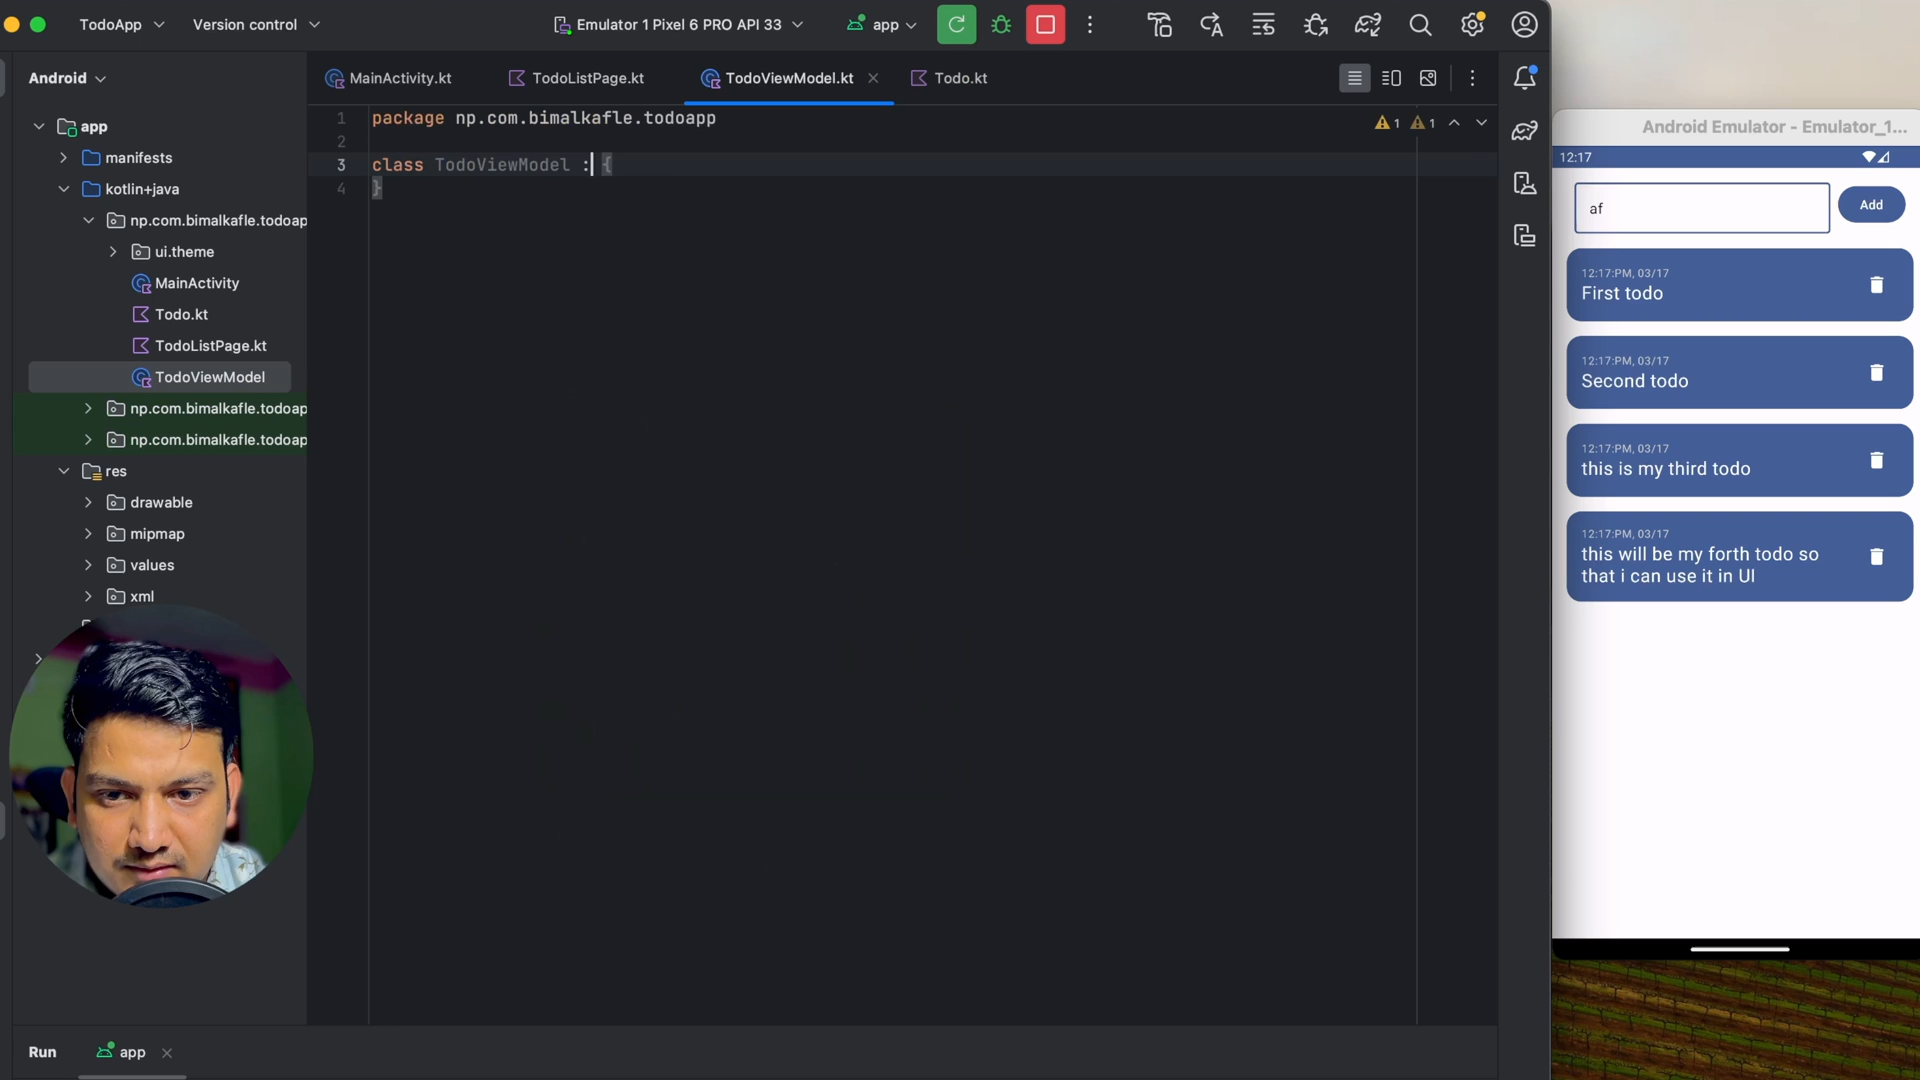 TodoApp
Version control
Emulator 1 Pixel 6 PRO API 33
app
Android
MainActivity.kt
TodoListPage.kt
TodoViewModel.kt
Todo.kt
app
manifests
kotlin+java
np.com.bimalkafle.todoapp
ui.theme
MainActivity
Todo.kt
TodoListPage.kt
TodoViewModel
np.com.bimalkafle.todoap
np.com.bimalkafle.todoap
res
drawable
mipmap
values
xml
1 package np.com.bimalkafle.todoapp
2
3 class TodoViewModel : {
4 }
1
1
Android Emulator - Emulator_1...
12:17
af
Add
12:17:PM, 03/17
First todo
12:17:PM, 03/17
Second todo
12:17:PM, 03/17
this is my third todo
12:17:PM, 03/17
this will be my forth todo so
that i can use it in UI
Run
app